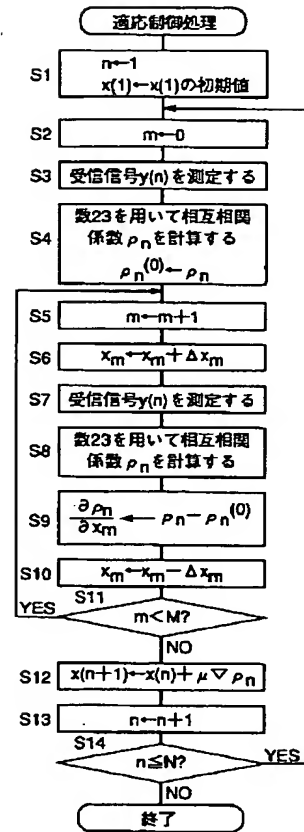 適応制御処理
S1
n←1
x(1)←x(1)の初期値
S2
m←0
S3
受信信号y(n)を測定する
S4
数23を用いて相互相関
係数ρnを計算する
ρn(0)←ρn
S5
m←m+1
S6
xm←xm+Δxm
S7
受信信号y(n)を測定する
S8
数23を用いて相互相関
係数ρnを計算する
S9
∂ρn/∂xm ← ρn−ρn(0)
S10
xm←xm−Δxm
S11
YES
m<M?
NO
S12
x(n+1)←x(n)+μ▽ρn
S13
n←n+1
S14
n≦N?
YES
NO
終了